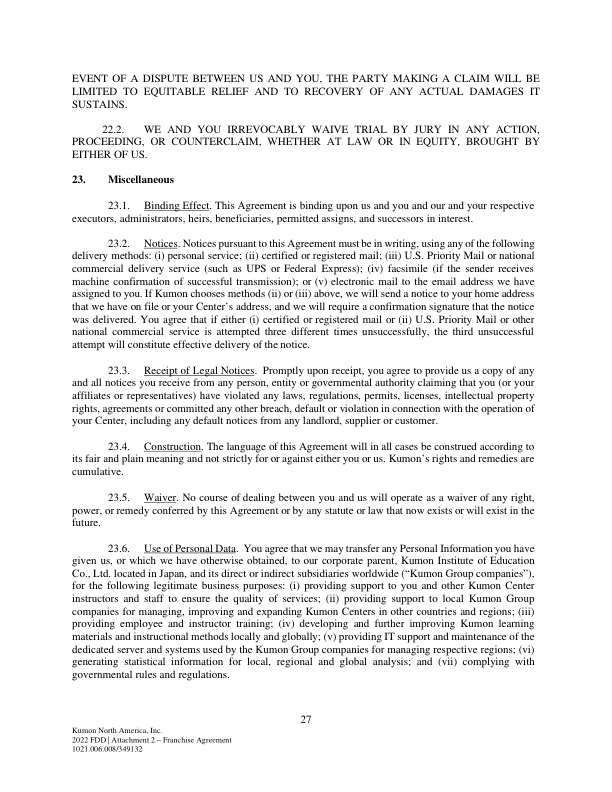 EVENT OF A DISPUTE BETWEEN US AND YOU, THE PARTY MAKING A CLAIM WILL BE
LIMITED TO EQUITABLE RELIEF AND TO RECOVERY OF ANY ACTUAL DAMAGES IT
SUSTAINS.
22.2. WE AND YOU IRREVOCABLY WAIVE TRIAL BY JURY IN ANY ACTION,
PROCEEDING, OR COUNTERCLAIM, WHETHER AT LAW OR IN EQUITY, BROUGHT BY
EITHER OF US.
23. Miscellaneous
23.1. Binding Effect. This Agreement is binding upon us and you and our and your respective
executors, administrators, heirs, beneficiaries, permitted assigns, and successors in interest.
23.2. Notices. Notices pursuant to this Agreement must be in writing, using any of the following
delivery methods: (i) personal service; (ii) certified or registered mail; (iii) U.S. Priority Mail or national
commercial delivery service (such as UPS or Federal Express); (iv) facsimile (if the sender receives
machine confirmation of successful transmission); or (v) electronic mail to the email address we have
assigned to you. If Kumon chooses methods (ii) or (iii) above, we will send a notice to your home address
that we have on file or your Center's address, and we will require a confirmation signature that the notice
was delivered. You agree that if either (i) certified or registered mail or (ii) U.S. Priority Mail or other
national commercial service is attempted three different times unsuccessfully, the third unsuccessful
attempt will constitute effective delivery of the notice.
23.3. Receipt of Legal Notices. Promptly upon receipt, you agree to provide us a copy of any
and all notices you receive from any person, entity or governmental authority claiming that you (or your
affiliates or representatives) have violated any laws, regulations, permits, licenses, intellectual property
rights, agreements or committed any other breach, default or violation in connection with the operation of
your Center, including any default notices from any landlord, supplier or customer.
23.4. Construction. The language of this Agreement will in all cases be construed according to
its fair and plain meaning and not strictly for or against either you or us. Kumon's rights and remedies are
cumulative.
23.5. Waiver. No course of dealing between you and us will operate as a waiver of any right,
power, or remedy conferred by this Agreement or by any statute or law that now exists or will exist in the
future.
23.6. Use of Personal Data. You agree that we may transfer any Personal Information you have
given us, or which we have otherwise obtained, to our corporate parent, Kumon Institute of Education
Co., Ltd. located in Japan, and its direct or indirect subsidiaries worldwide ("Kumon Group companies"),
for the following legitimate business purposes: (i) providing support to you and other Kumon Center
instructors and staff to ensure the quality of services; (ii) providing support to local Kumon Group
companies for managing, improving and expanding Kumon Centers in other countries and regions; (iii)
providing employee and instructor training; (iv) developing and further improving Kumon learning
materials and instructional methods locally and globally; (v) providing IT support and maintenance of the
dedicated server and systems used by the Kumon Group companies for managing respective regions; (vi)
generating statistical information for local, regional and global analysis; and (vii) complying with
governmental rules and regulations.
27
Kumon North America, Inc.
2022 FDD | Attachment 2 – Franchise Agreement
1021.006.008/349132